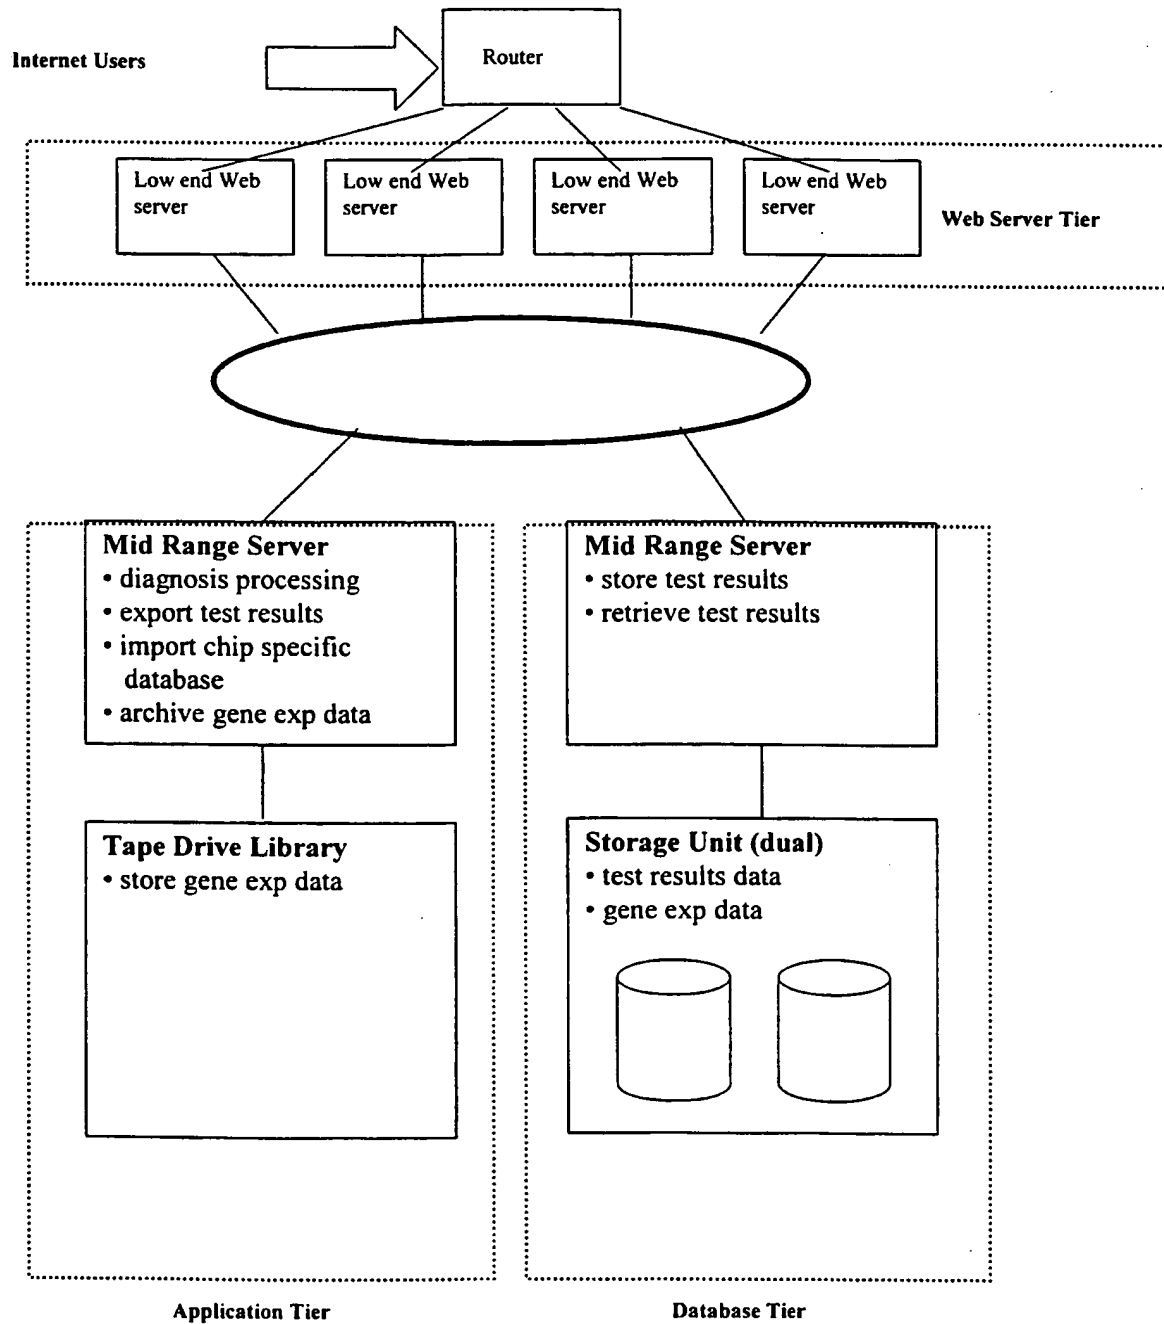 Internet Users
Router
Low end Web
server
Low end Web
server
Low end Web
server
Low end Web
server
Web Server Tier
Mid Range Server
• diagnosis processing
• export test results
• import chip specific
database
• archive gene exp data
Mid Range Server
• store test results
• retrieve test results
Tape Drive Library
• store gene exp data
Storage Unit (dual)
• test results data
• gene exp data
Application Tier
Database Tier